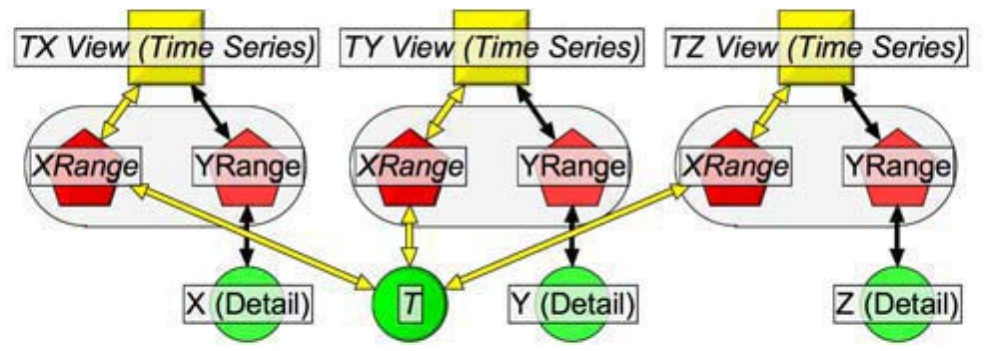 TX View (Time Series)
TY View (Time Series)
TZ View (Time Series)
XRange
YRange
XRange
YRange
XRange
YRange
X (Detail)
T
Y (Detail)
Z (Detail)